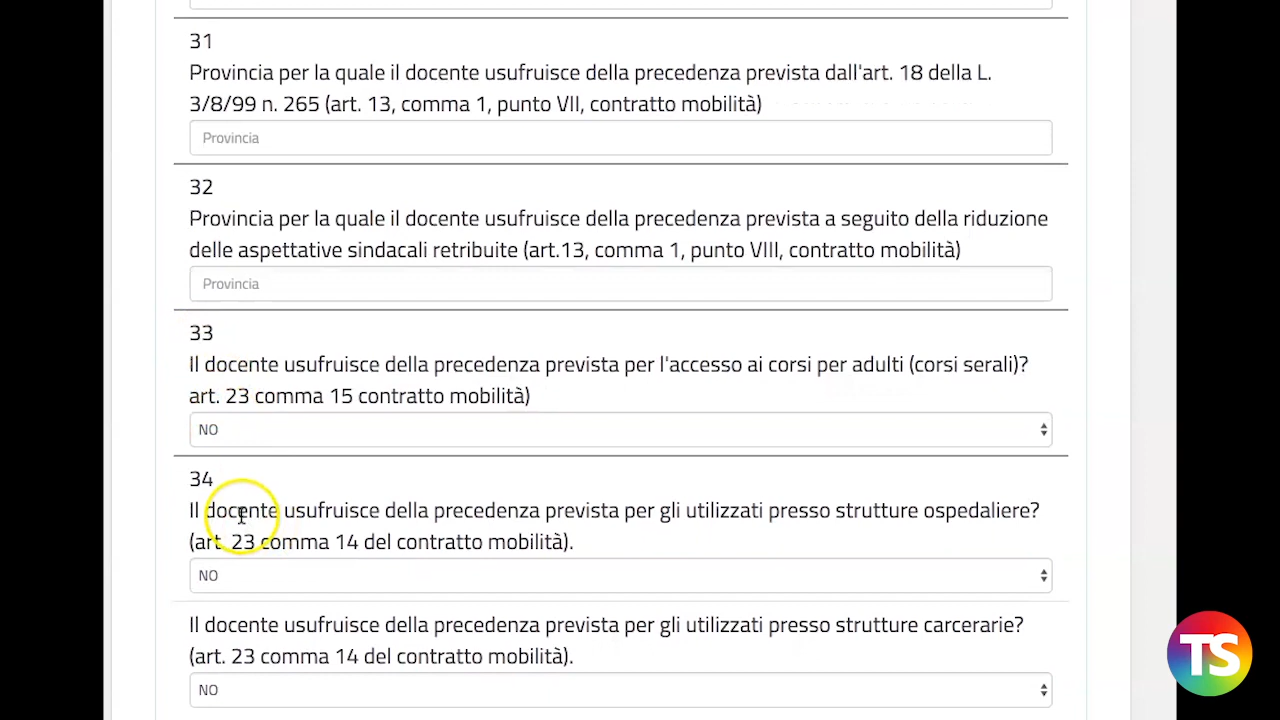 31
Provincia per la quale il docente usufruisce della precedenza prevista dall'art. 18 della L.
3/8/99 n. 265 (art. 13, comma 1, punto VII, contratto mobilità)
Provincia
32
Provincia per la quale il docente usufruisce della precedenza prevista a seguito della riduzione
delle aspettative sindacali retribuite (art.13, comma 1, punto VIII, contratto mobilità)
Provincia
33
Il docente usufruisce della precedenza prevista per l'accesso ai corsi per adulti (corsi serali)?
art. 23 comma 15 contratto mobilità)
NO
34
Il docente usufruisce della precedenza prevista per gli utilizzati presso strutture ospedaliere?
(art. 23 comma 14 del contratto mobilità).
NO
Il docente usufruisce della precedenza prevista per gli utilizzati presso strutture carcerarie?
(art. 23 comma 14 del contratto mobilità).
NO
TS